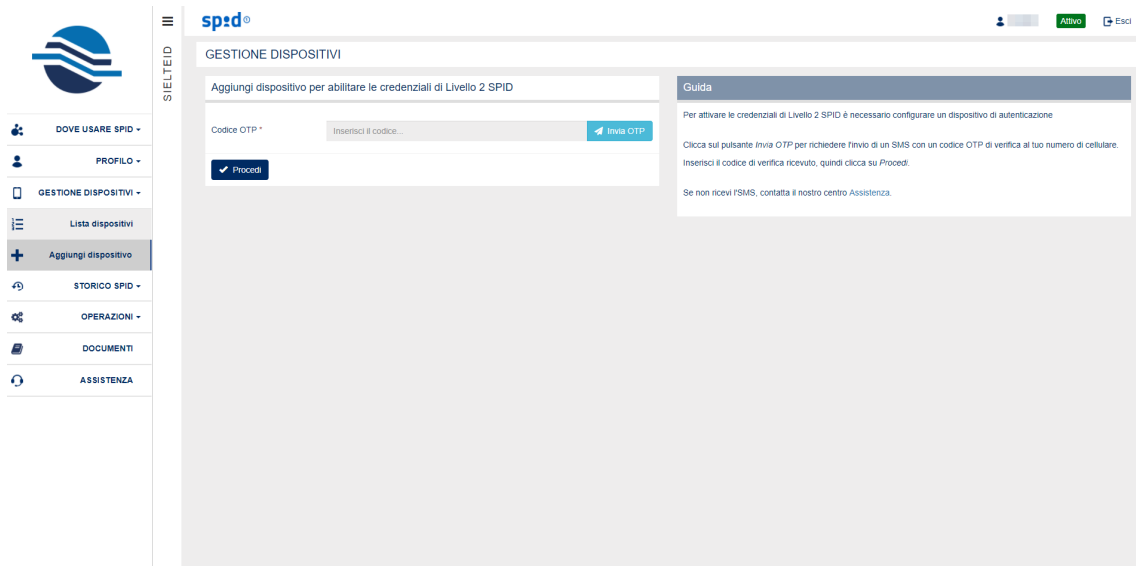 SIELTEID
DOVE USARE SPID
PROFILO
GESTIONE DISPOSITIVI
Lista dispositivi
Aggiungi dispositivo
STORICO SPID
OPERAZIONI
DOCUMENTI
ASSISTENZA
spid
Attivo
Esci
GESTIONE DISPOSITIVI
Aggiungi dispositivo per abilitare le credenziali di Livello 2 SPID
Codice OTP *
Inserisci il codice...
Invia OTP
Procedi
Guida
Per attivare le credenziali di Livello 2 SPID è necessario configurare un dispositivo di autenticazione
Clicca sul pulsante Invia OTP per richiedere l'invio di un SMS con un codice OTP di verifica al tuo numero di cellulare.
Inserisci il codice di verifica ricevuto, quindi clicca su Procedi.
Se non ricevi l'SMS, contatta il nostro centro Assistenza.